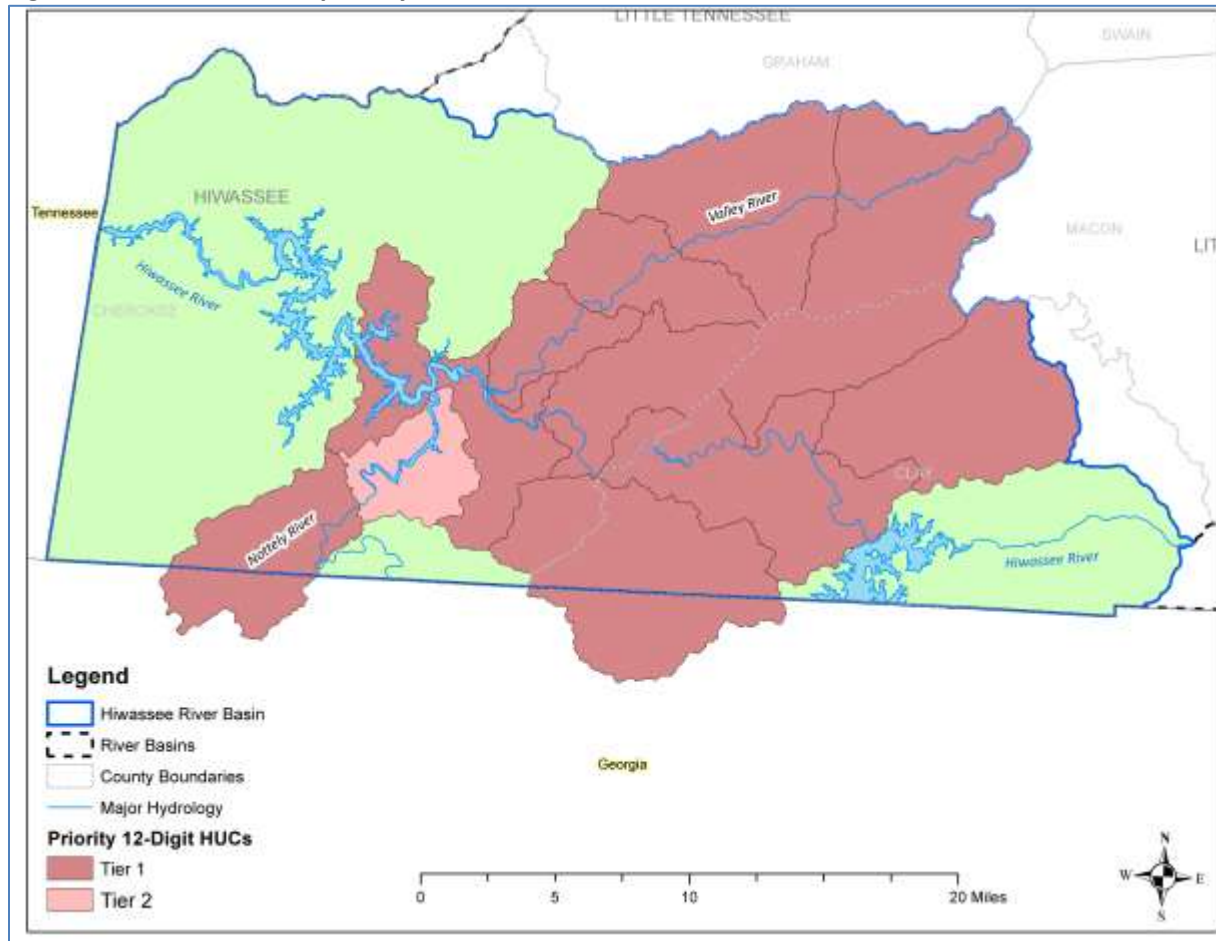 LITTLE TENNESSEE
SWAIN
GRAHAM
HIWASSEE
Tennessee
Valley River
MACON
LIT
Hiwassee River
CHEROKEE
CLAY
Nottely River
Hiwassee River
Legend
Hiwassee River Basin
River Basins
County Boundaries
Major Hydrology
Priority 12-Digit HUCs
Tier 1
Tier 2
Georgia
0 5 10 20 Miles
N
W E
S